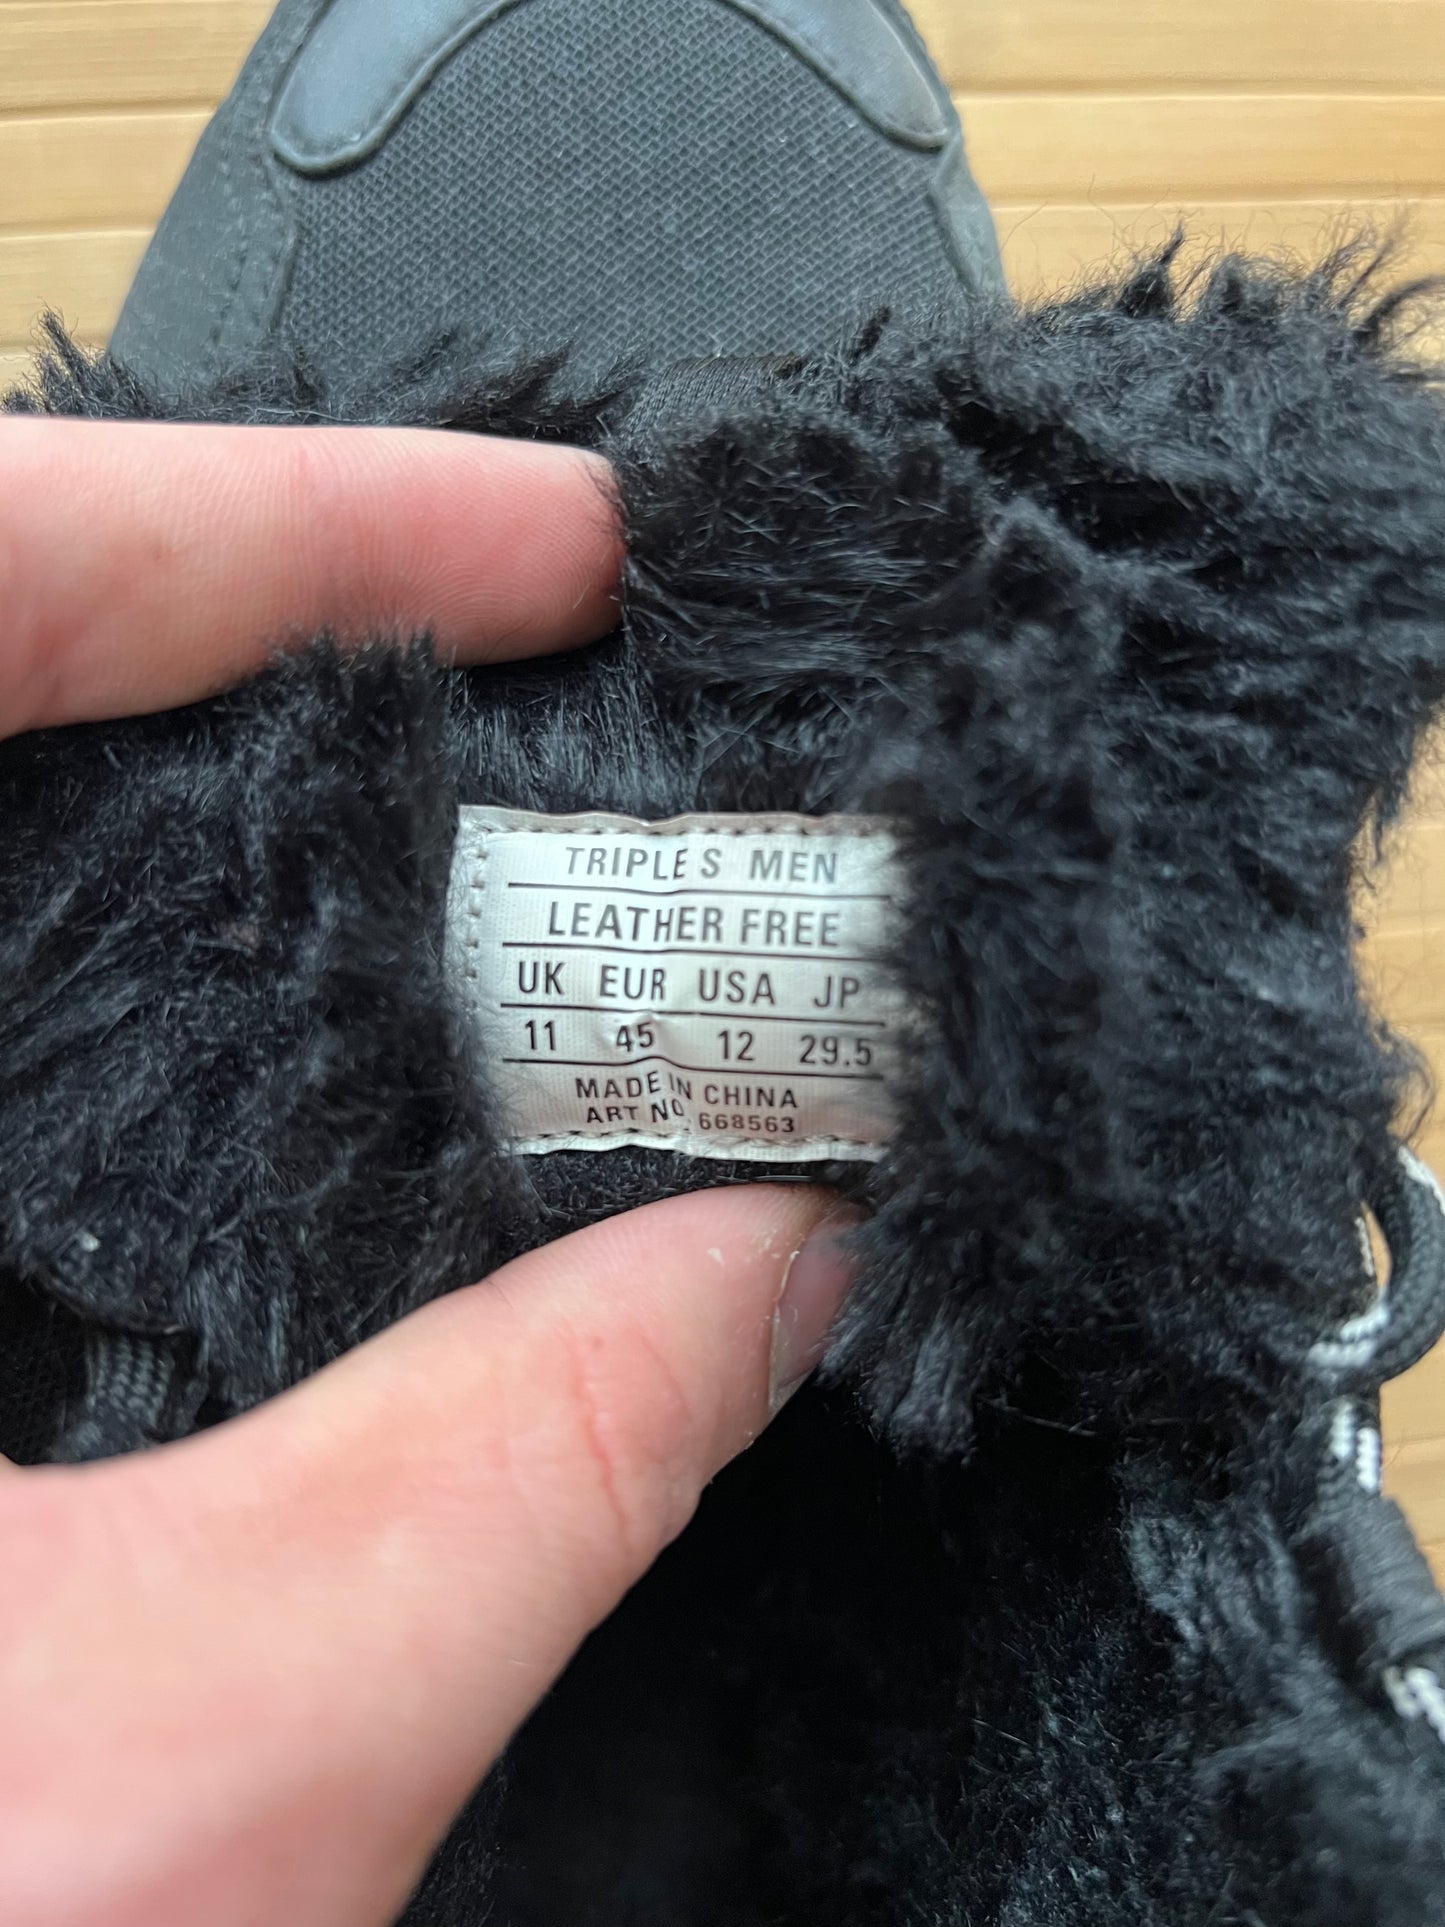 TRIPLE S MEN
LEATHER FREE
UK EUR USA JP
11 45 12 29.5
MADE IN CHINA
ART NO. 668563